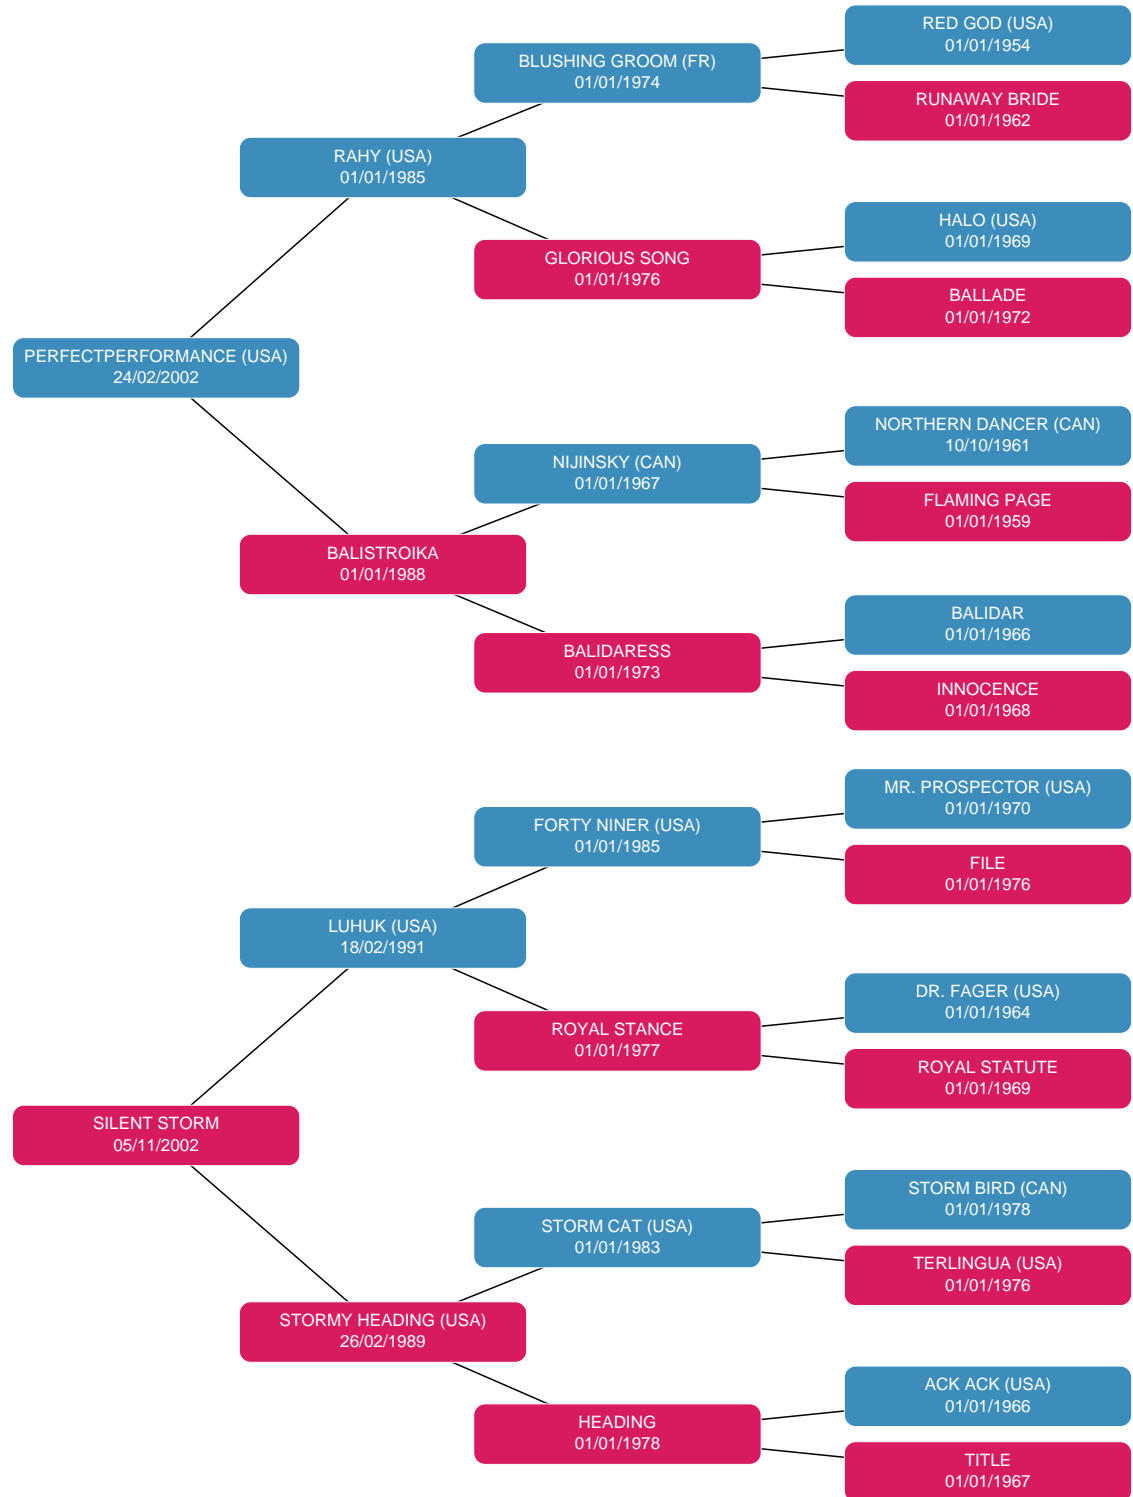 RED GOD (USA)
01/01/1954
BLUSHING GROOM (FR)
01/01/1974
RUNAWAY BRIDE
01/01/1962
RAHY (USA)
01/01/1985
HALO (USA)
01/01/1969
GLORIOUS SONG
01/01/1976
BALLADE
01/01/1972
PERFECTPERFORMANCE (USA)
24/02/2002
NORTHERN DANCER (CAN)
10/10/1961
NIJINSKY (CAN)
01/01/1967
FLAMING PAGE
01/01/1959
BALISTROIKA
01/01/1988
BALIDAR
01/01/1966
BALIDARESS
01/01/1973
INNOCENCE
01/01/1968
MR. PROSPECTOR (USA)
01/01/1970
FORTY NINER (USA)
01/01/1985
FILE
01/01/1976
LUHUK (USA)
18/02/1991
DR. FAGER (USA)
01/01/1964
ROYAL STANCE
01/01/1977
ROYAL STATUTE
01/01/1969
SILENT STORM
05/11/2002
STORM BIRD (CAN)
01/01/1978
STORM CAT (USA)
01/01/1983
TERLINGUA (USA)
01/01/1976
STORMY HEADING (USA)
26/02/1989
ACK ACK (USA)
01/01/1966
HEADING
01/01/1978
TITLE
01/01/1967